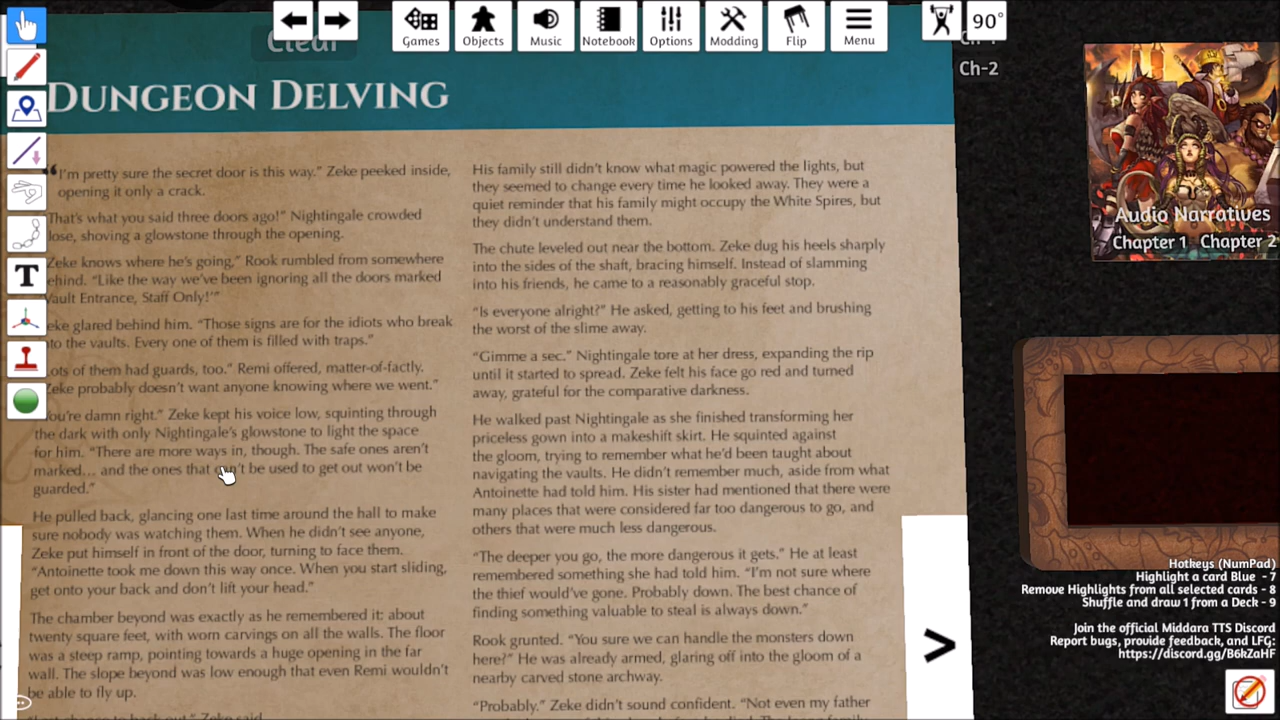 Games
Objects
Music
Notebook
Options
Modding
Flip
Menu
90°
Clear
Ch-1
Ch-2
DUNGEON DELVING
“I’m pretty sure the secret door is this way.” Zeke peeked inside,
opening it only a crack.
That’s what you said three doors ago!” Nightingale crowded
lose, shoving a glowstone through the opening.
Zeke knows where he’s going,” Rook rumbled from somewhere
ehind. “Like the way we’ve been ignoring all the doors marked
Vault Entrance, Staff Only!’”
eke glared behind him. “Those signs are for the idiots who break
to the vaults. Every one of them is filled with traps.”
ots of them had guards, too.” Remi offered, matter-of-factly.
Zeke probably doesn’t want anyone knowing where we went.”
You’re damn right.” Zeke kept his voice low, squinting through
the dark with only Nightingale’s glowstone to light the space
for him. “There are more ways in, though. The safe ones aren’t
marked… and the ones that can’t be used to get out won’t be
guarded.”
He pulled back, glancing one last time around the hall to make
sure nobody was watching them. When he didn’t see anyone,
Zeke put himself in front of the door, turning to face them.
“Antoinette took me down this way once. When you start sliding,
get onto your back and don’t lift your head.”
The chamber beyond was exactly as he remembered it: about
twenty square feet, with worn carvings on all the walls. The floor
was a steep ramp, pointing towards a huge opening in the far
wall. The slope beyond was low enough that even Remi wouldn’t
be able to fly up.
“Last chance to back out.” Zeke said
His family still didn’t know what magic powered the lights, but
they seemed to change every time he looked away. They were a
quiet reminder that his family might occupy the White Spires, but
they didn’t understand them.
The chute leveled out near the bottom. Zeke dug his heels sharply
into the sides of the shaft, bracing himself. Instead of slamming
into his friends, he came to a reasonably graceful stop.
“Is everyone alright?” He asked, getting to his feet and brushing
the worst of the slime away.
“Gimme a sec.” Nightingale tore at her dress, expanding the rip
until it started to spread. Zeke felt his face go red and turned
away, grateful for the comparative darkness.
He walked past Nightingale as she finished transforming her
priceless gown into a makeshift skirt. He squinted against
the gloom, trying to remember what he’d been taught about
navigating the vaults. He didn’t remember much, aside from what
Antoinette had told him. His sister had mentioned that there were
many places that were considered far too dangerous to go, and
others that were much less dangerous.
“The deeper you go, the more dangerous it gets.” He at least
remembered something she had told him. “I’m not sure where
the thief would’ve gone. Probably down. The best chance of
finding something valuable to steal is always down.”
Rook grunted. “You sure we can handle the monsters down
here?” He was already armed, glaring off into the gloom of a
nearby carved stone archway.
“Probably.” Zeke didn’t sound confident. “Not even my father
>
Audio Narratives
Chapter 1 Chapter 2
Hotkeys (NumPad)
Highlight a card Blue - 7
Remove Highlights from all selected cards - 8
Shuffle and draw 1 from a Deck - 9
Join the official Middara TTS Discord
Report bugs, provide feedback, and LFG:
https://discord.gg/B6kZaHF
T